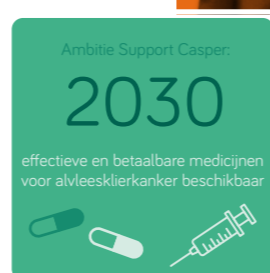 Ambitie Support Casper:
2030
effectieve en betaalbare medicijnen
voor alvleesklierkanker beschikbaar